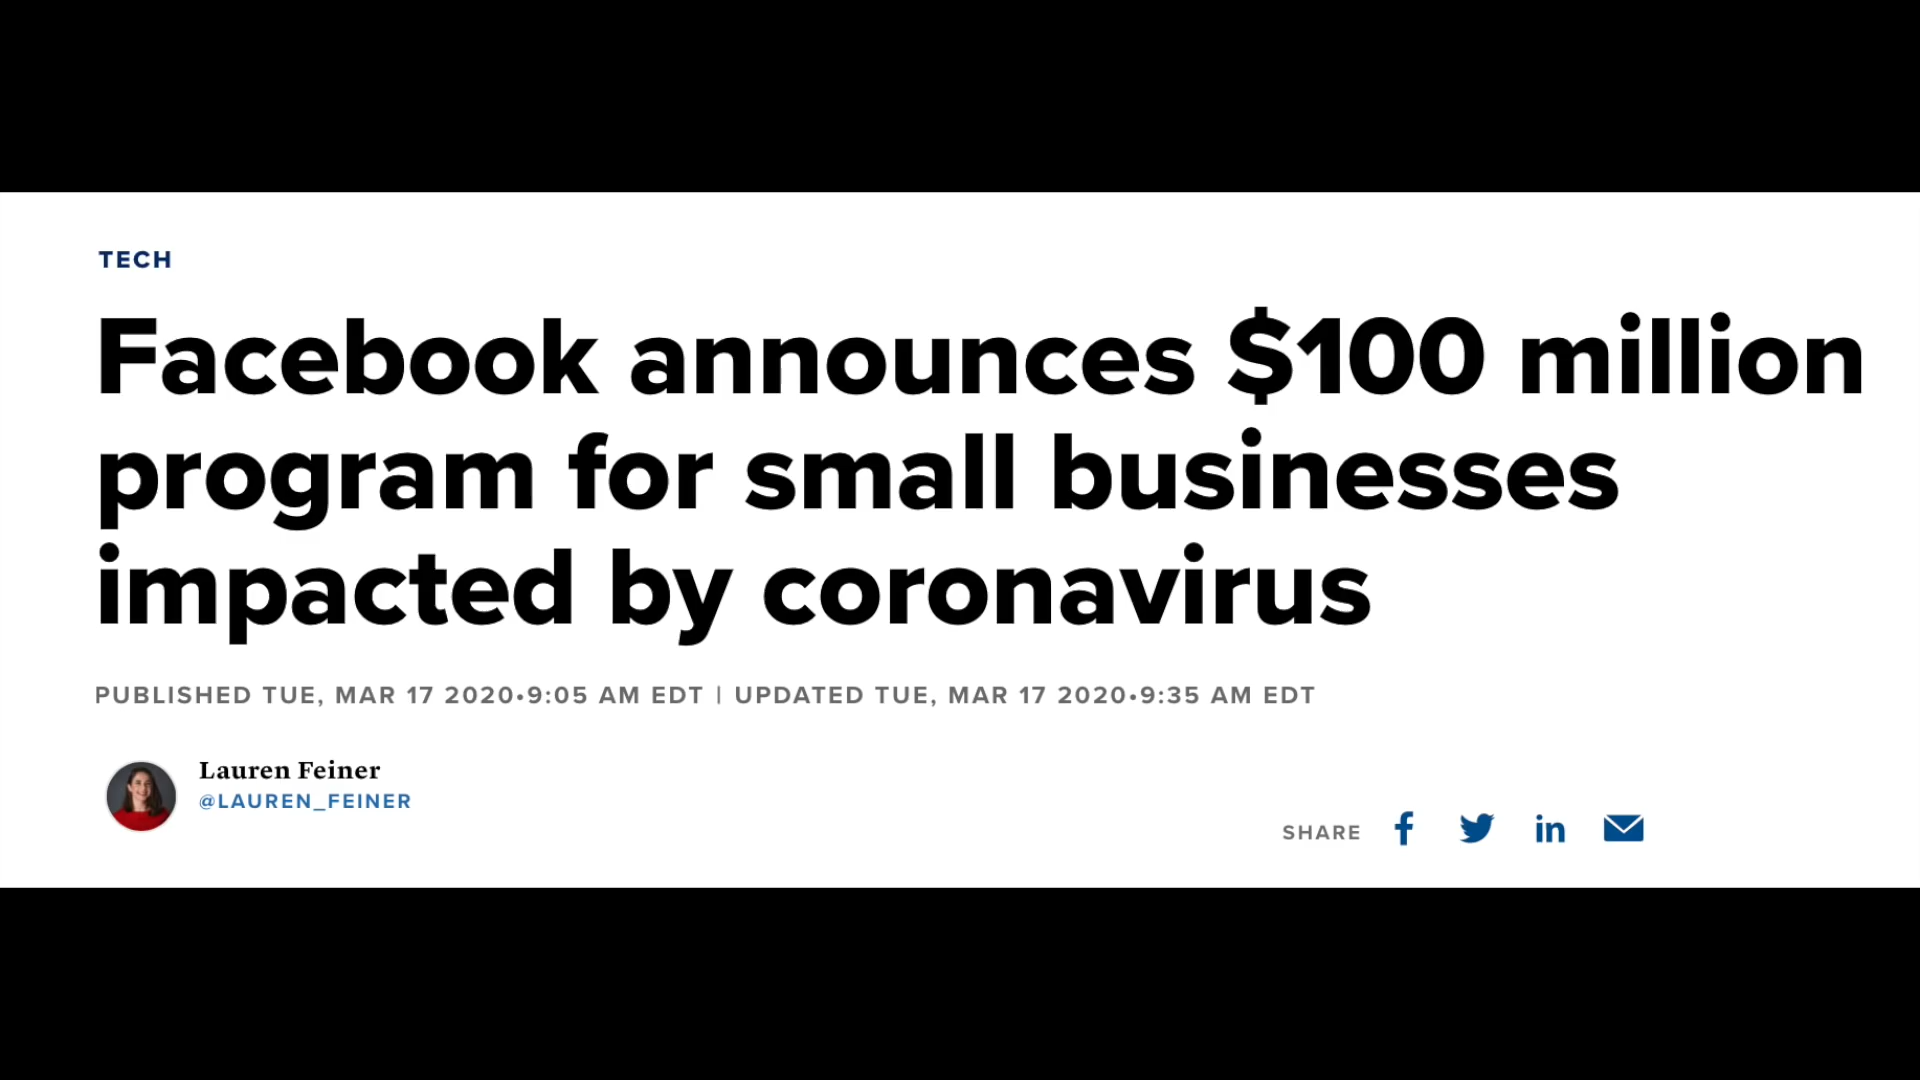 TECH
Facebook announces $100 million
program for small businesses
impacted by coronavirus
PUBLISHED TUE, MAR 17 2020•9:05 AM EDT | UPDATED TUE, MAR 17 2020•9:35 AM EDT
Lauren Feiner
@LAUREN_FEINER
SHARE